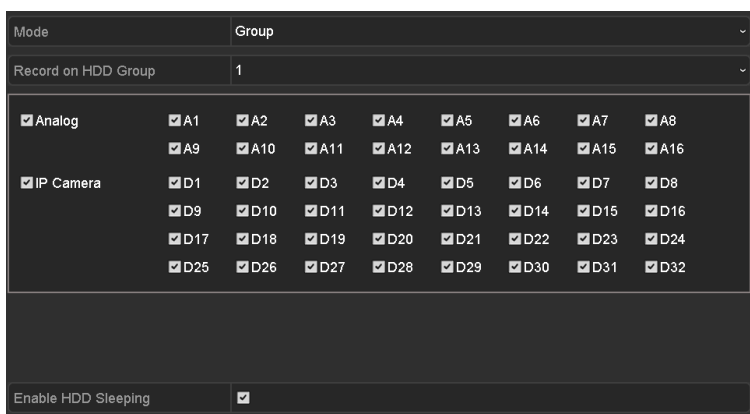 Mode Group
Record on HDD Group 1
Analog A1 A2 A3 A4 A5 A6 A7 A8
A9 A10 A11 A12 A13 A14 A15 A16
IP Camera D1 D2 D3 D4 D5 D6 D7 D8
D9 D10 D11 D12 D13 D14 D15 D16
D17 D18 D19 D20 D21 D22 D23 D24
D25 D26 D27 D28 D29 D30 D31 D32
Enable HDD Sleeping